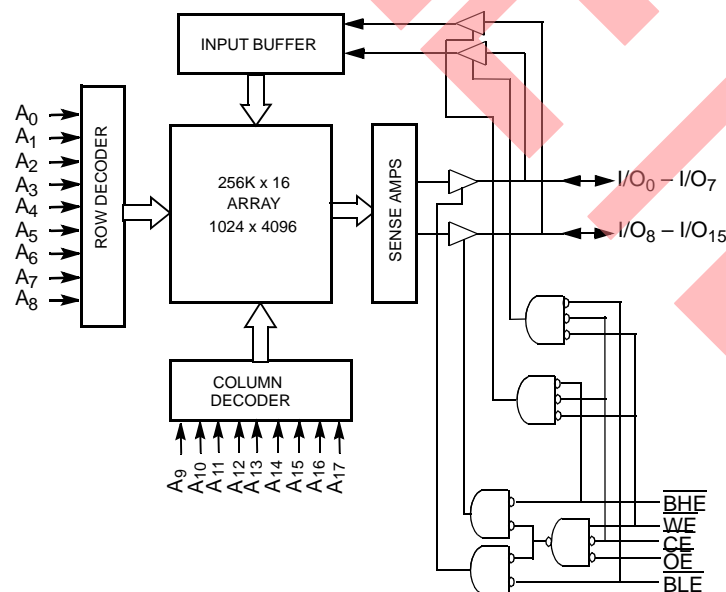 INPUT BUFFER
A0
A1
A2
A3
A4
A5
A6
A7
A8
ROW DECODER
256K x 16
ARRAY
1024 x 4096
SENSE AMPS
I/O0 – I/O7
I/O8 – I/O15
COLUMN
DECODER
A9
A10
A11
A12
A13
A14
A15
A16
A17
BHE
WE
CE
OE
BLE